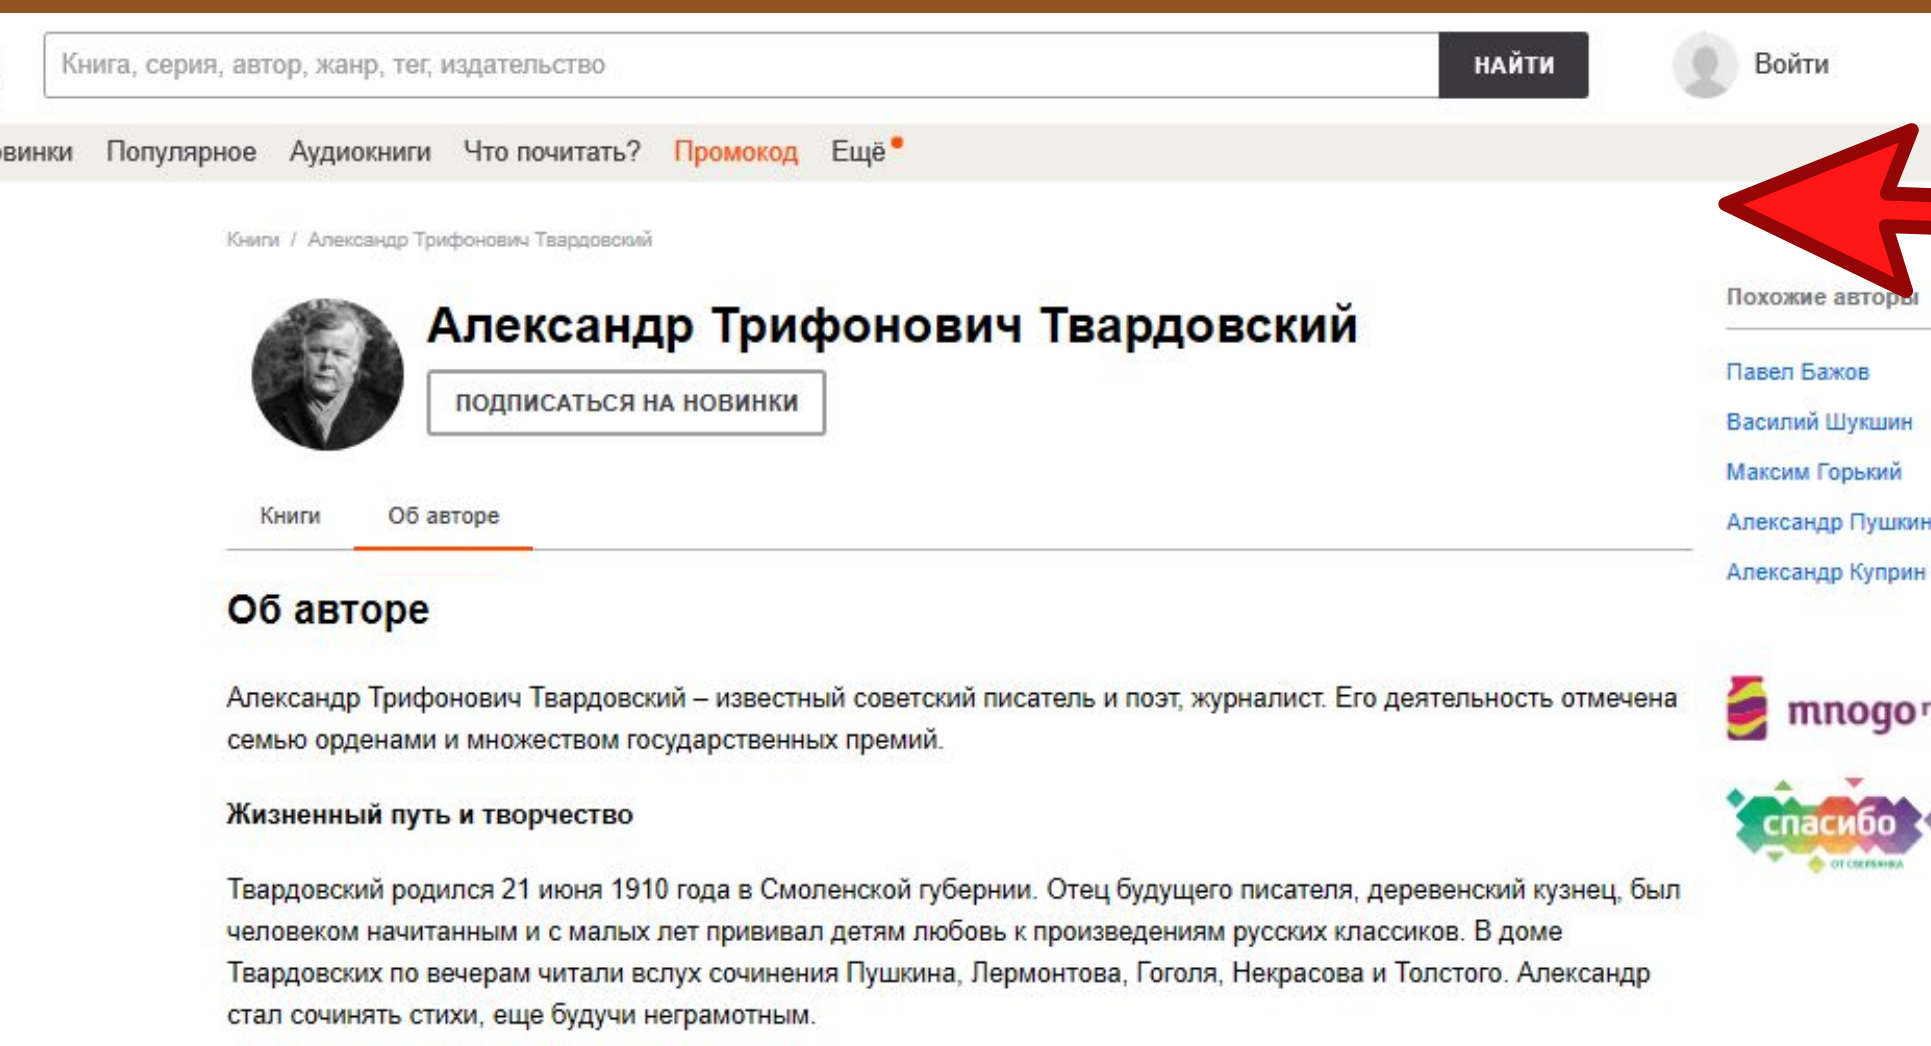 Книга, серия, автор, жанр, тег, издательство
НАЙТИ
Войти
Популярное Аудиокниги Что почитать? Промокод Ещё
Книги / Александр Трифонович Твардовский
Александр Трифонович Твардовский
ПОДПИСАТЬСЯ НА НОВИНКИ
Книги Об авторе
Об авторе
Александр Трифонович Твардовский – известный советский писатель и поэт, журналист. Его деятельность отмечена
семью орденами и множеством государственных премий.
Жизненный путь и творчество
Твардовский родился 21 июня 1910 года в Смоленской губернии. Отец будущего писателя, деревенский кузнец, был
человеком начитанным и с малых лет прививал детям любовь к произведениям русских классиков. В доме
Твардовских по вечерам читали вслух сочинения Пушкина, Лермонтова, Гоголя, Некрасова и Толстого. Александр
стал сочинять стихи, еще будучи неграмотным.
Похожие авторы
Павел Бажов
Василий Шукшин
Максим Горький
Александр Пушкин
Александр Куприн
mnogo
спасибо
ОТ СБЕРБАНКА